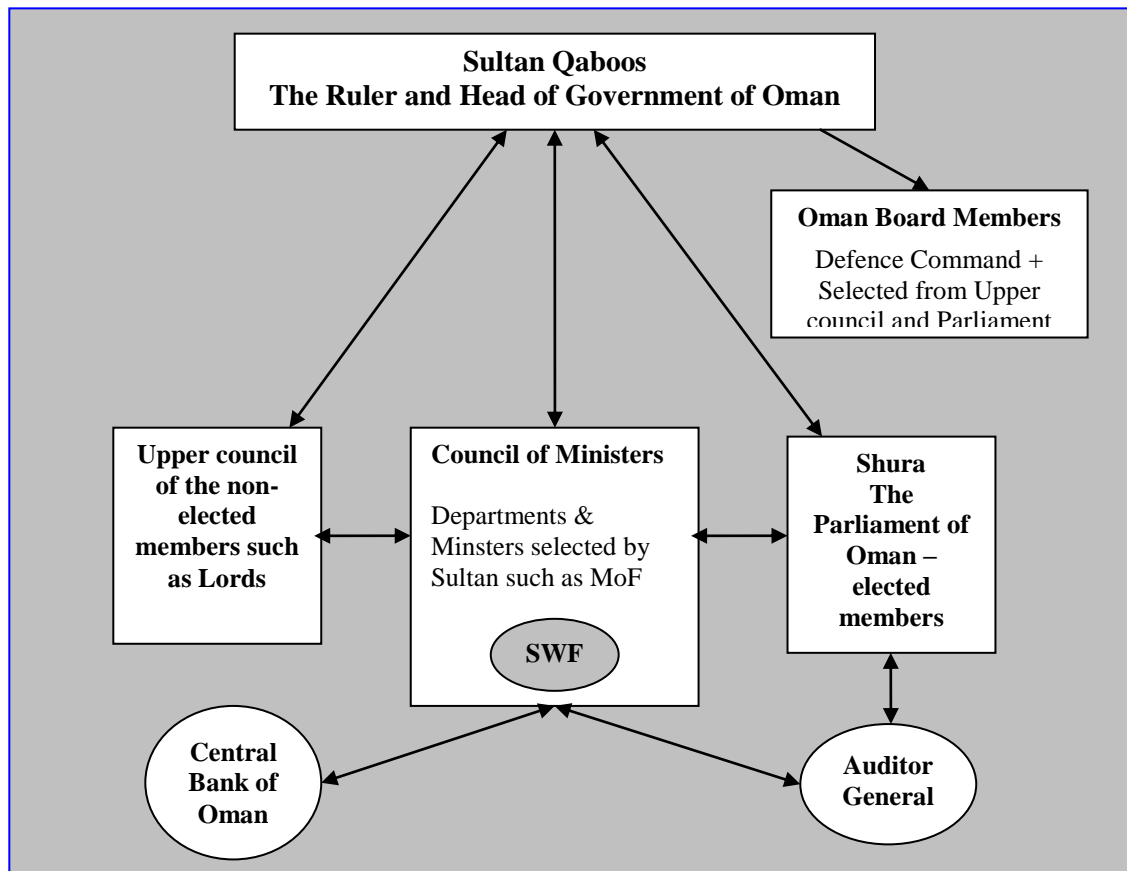 Sultan Qaboos
The Ruler and Head of Government of Oman
Oman Board Members
Defence Command +
Selected from Upper
council and Parliament
Upper council
of the non-
elected
members such
as Lords
Council of Ministers
Departments &
Minsters selected by
Sultan such as MoF
SWF
Shura
The
Parliament of
Oman –
elected
members
Central
Bank of
Oman
Auditor
General